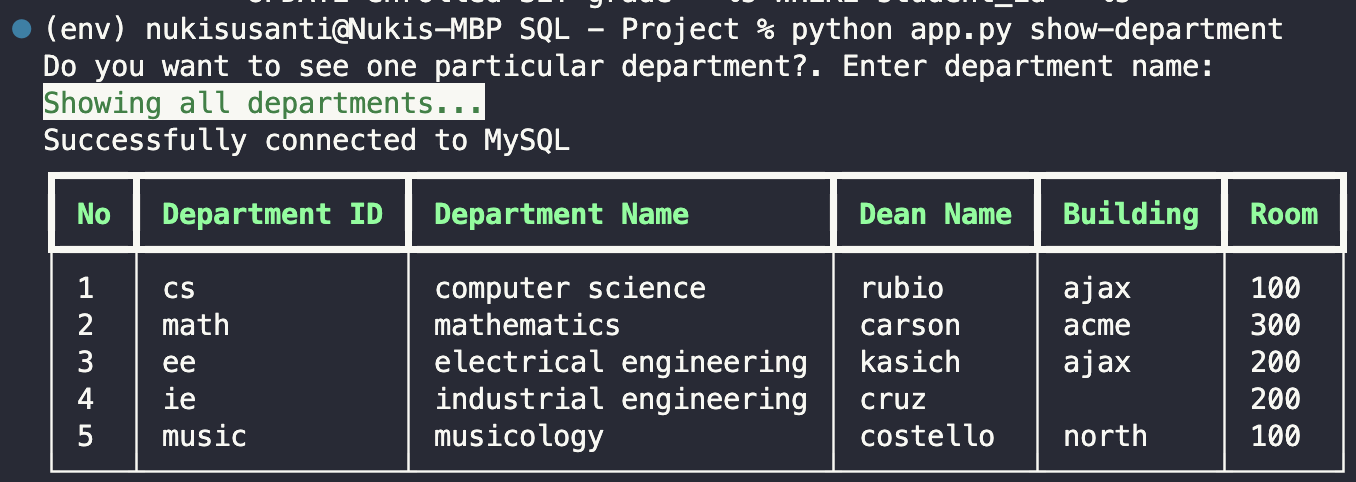 (env) nukisusanti@Nukis-MBP SQL - Project % python app.py show-department
Do you want to see one particular department?. Enter department name:
Showing all departments...
Successfully connected to MySQL
No Department ID Department Name Dean Name Building Room
1 cs computer science rubio ajax 100
2 math mathematics carson acme 300
3 ee electrical engineering kasich ajax 200
4 ie industrial engineering cruz 200
5 music musicology costello north 100